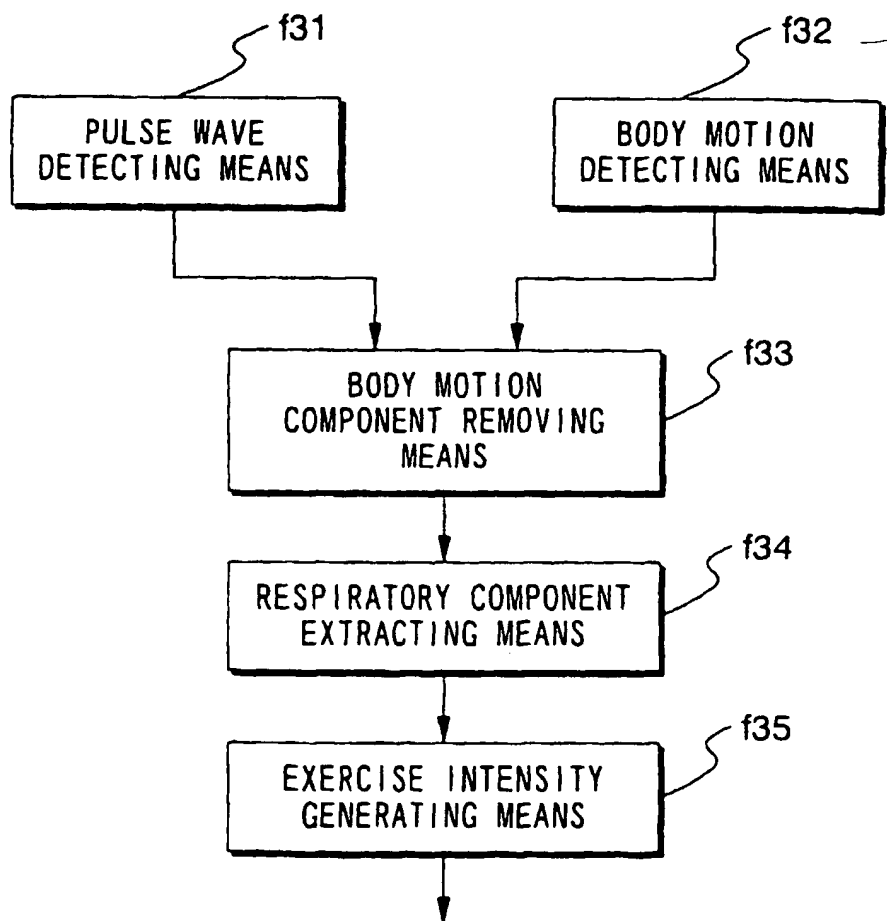 f31
f32
PULSE WAVE
DETECTING MEANS
BODY MOTION
DETECTING MEANS
f33
BODY MOTION
COMPONENT REMOVING
MEANS
f34
RESPIRATORY COMPONENT
EXTRACTING MEANS
f35
EXERCISE INTENSITY
GENERATING MEANS